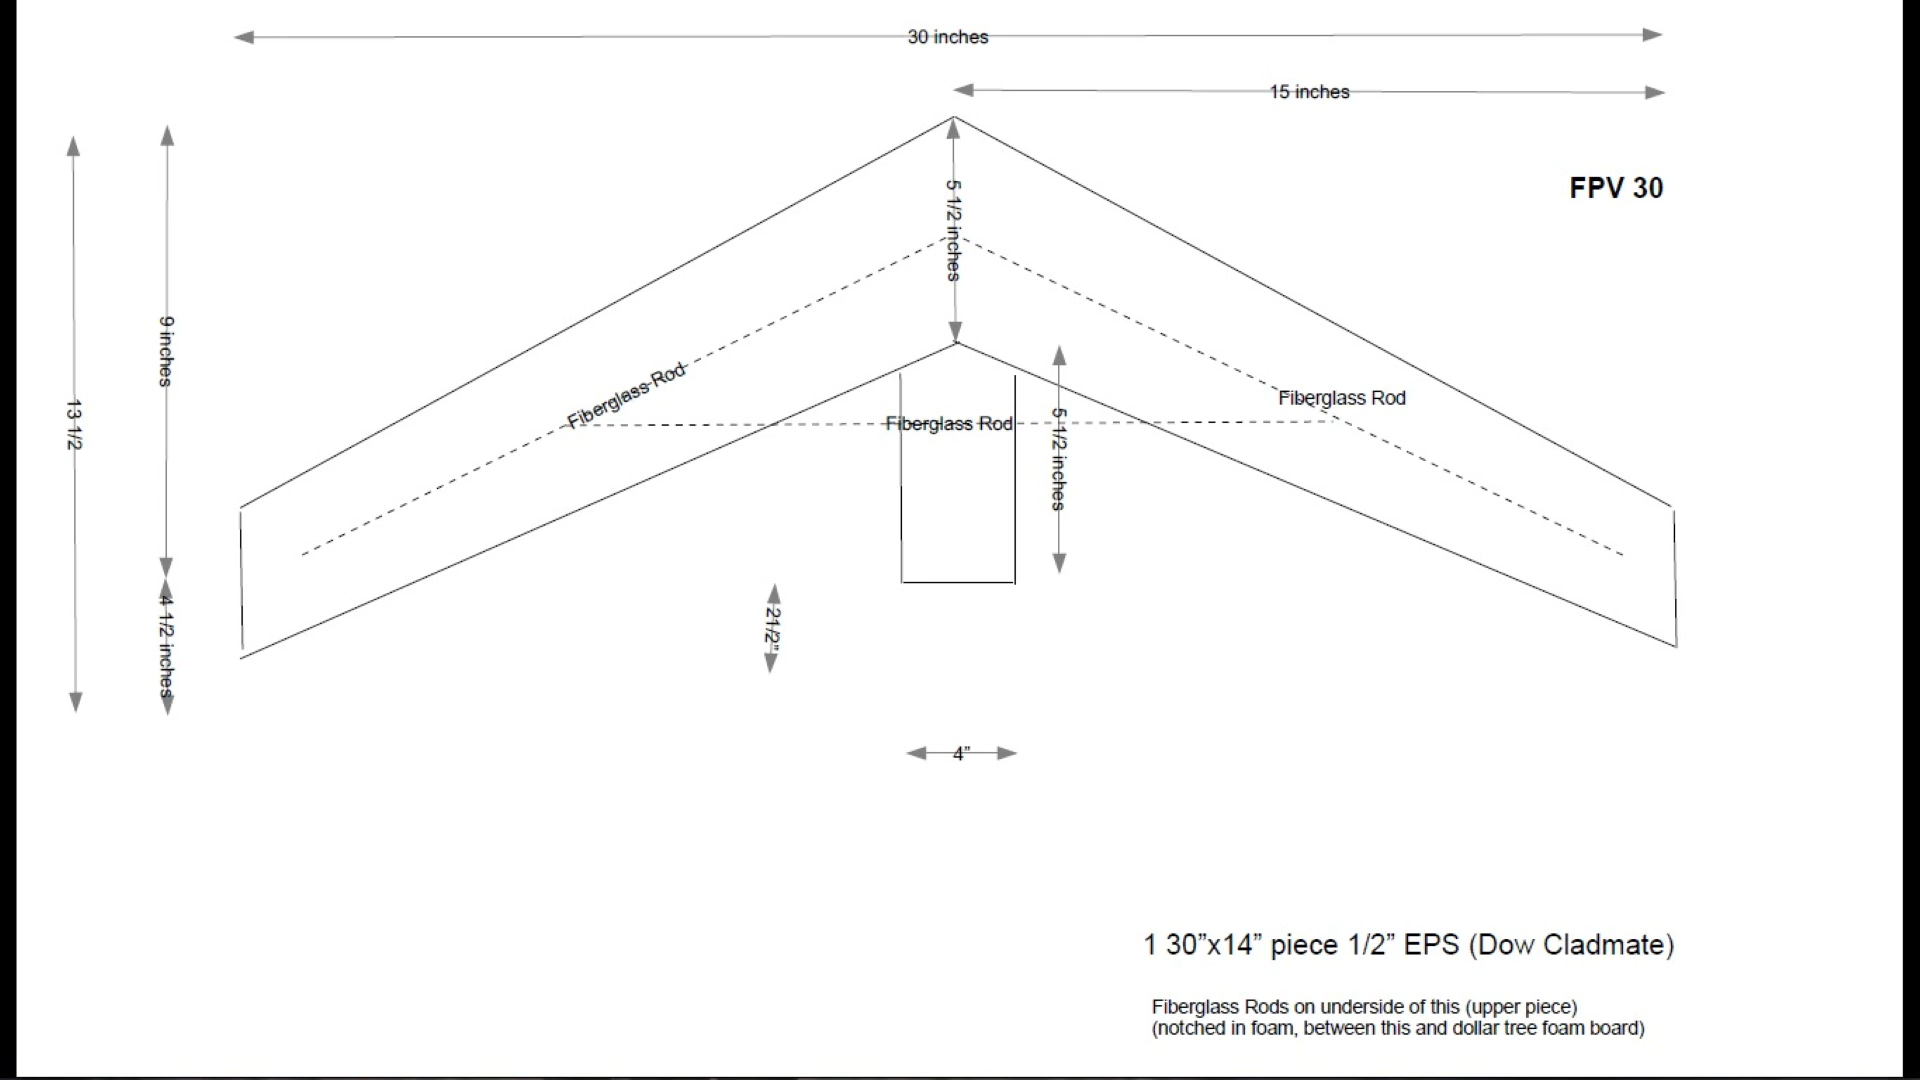 30 inches
15 inches
FPV 30
5 1/2 inches
9 inches
13 1/2
Fiberglass Rod
Fiberglass Rod
Fiberglass Rod
5 1/2 inches
4 1/2 inches
21/2"
4”
1 30”x14” piece 1/2” EPS (Dow Cladmate)
Fiberglass Rods on underside of this (upper piece)
(notched in foam, between this and dollar tree foam board)